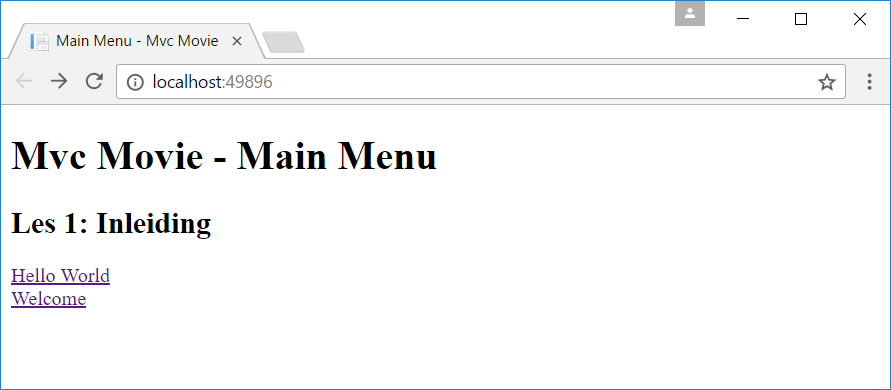 Main Menu - Mvc Movie
localhost:49896
Mvc Movie - Main Menu
Les 1: Inleiding
Hello World
Welcome